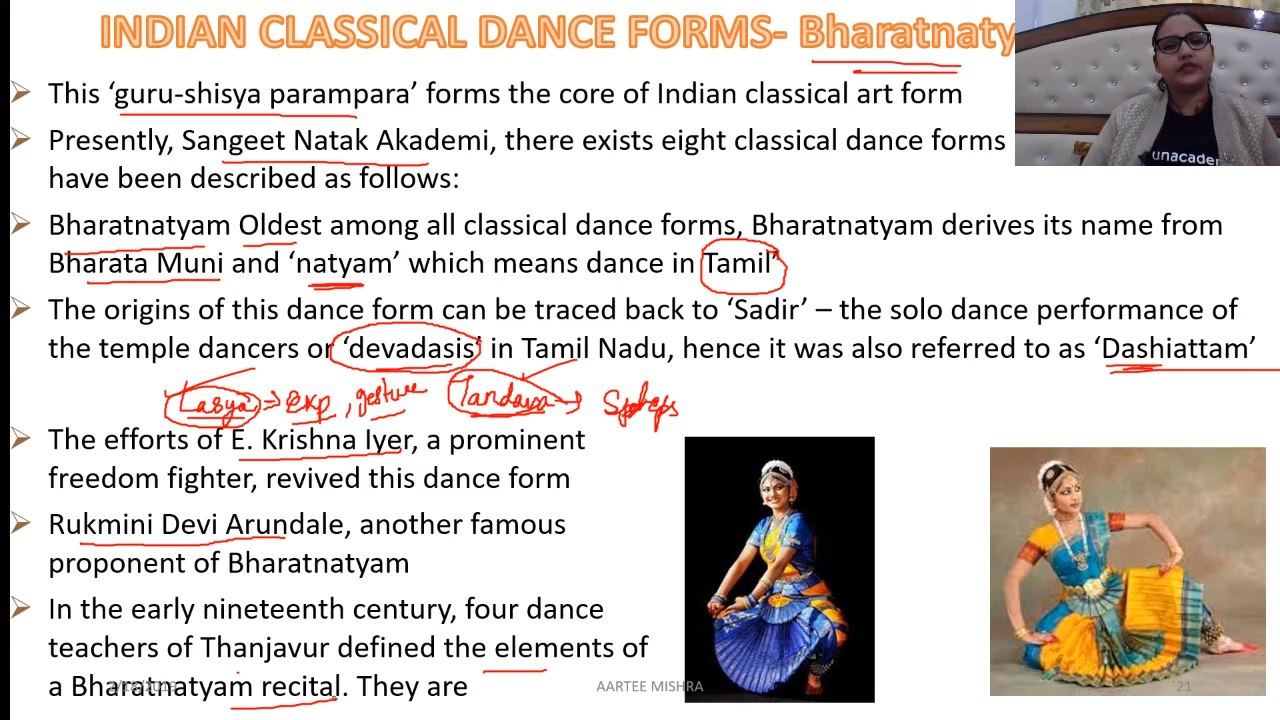 INDIAN CLASSICAL DANCE FORMS- Bharatnaty
This ‘guru-shisya parampara’ forms the core of Indian classical art form
Presently, Sangeet Natak Akademi, there exists eight classical dance forms
have been described as follows:
unacadem
Bharatnatyam Oldest among all classical dance forms, Bharatnatyam derives its name from
Bharata Muni and ‘natyam’ which means dance in Tamil’
The origins of this dance form can be traced back to ‘Sadir’ – the solo dance performance of
the temple dancers or ‘devadasis’ in Tamil Nadu, hence it was also referred to as ‘Dashiattam’
Lasya => exp, gesture Tandava ->
The efforts of E. Krishna Iyer, a prominent
freedom fighter, revived this dance form
Rukmini Devi Arundale, another famous
proponent of Bharatnatyam
In the early nineteenth century, four dance
teachers of Thanjavur defined the elements of
a Bharatnatyam recital. They are
AARTEE MISHRA
21